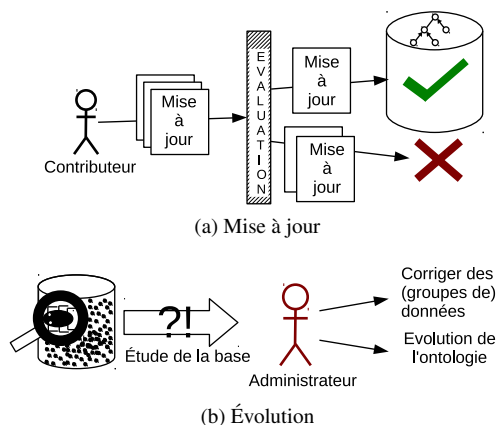 Contributeur
Mise
à
jour
EVALUATION
Mise
à
jour
Mise
à
jour
(a) Mise à jour
?!
Étude de la base
Administrateur
Corriger des
(groupes de)
données
Evolution de
l'ontologie
(b) Évolution